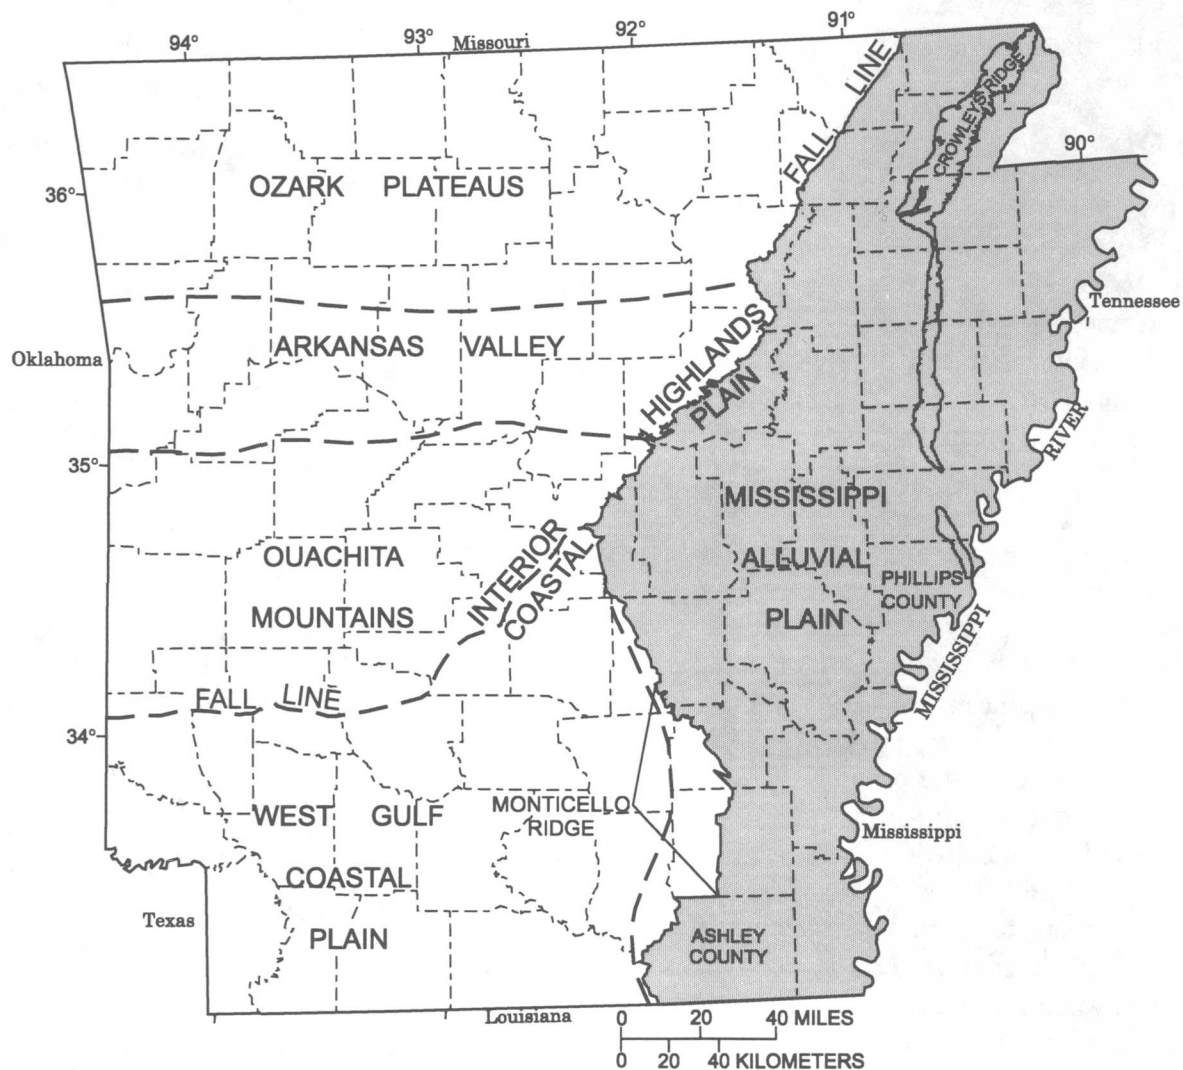 94°
93°
Missouri
92°
91°
90°
36°
35°
34°
OZARK PLATEAUS
FALL LINE
CROWLEYS RIDGE
Tennessee
ARKANSAS VALLEY
Oklahoma
HIGHLANDS
PLAIN
RIVER
MISSISSIPPI
ALLUVIAL
PLAIN
INTERIOR
COASTAL
OUACHITA
MOUNTAINS
PHILLIPS
COUNTY
MISSISSIPPI
FALL LINE
WEST GULF
COASTAL
PLAIN
MONTICELLO
RIDGE
Mississippi
Texas
ASHLEY
COUNTY
Louisiana
0 20 40 MILES
0 20 40 KILOMETERS